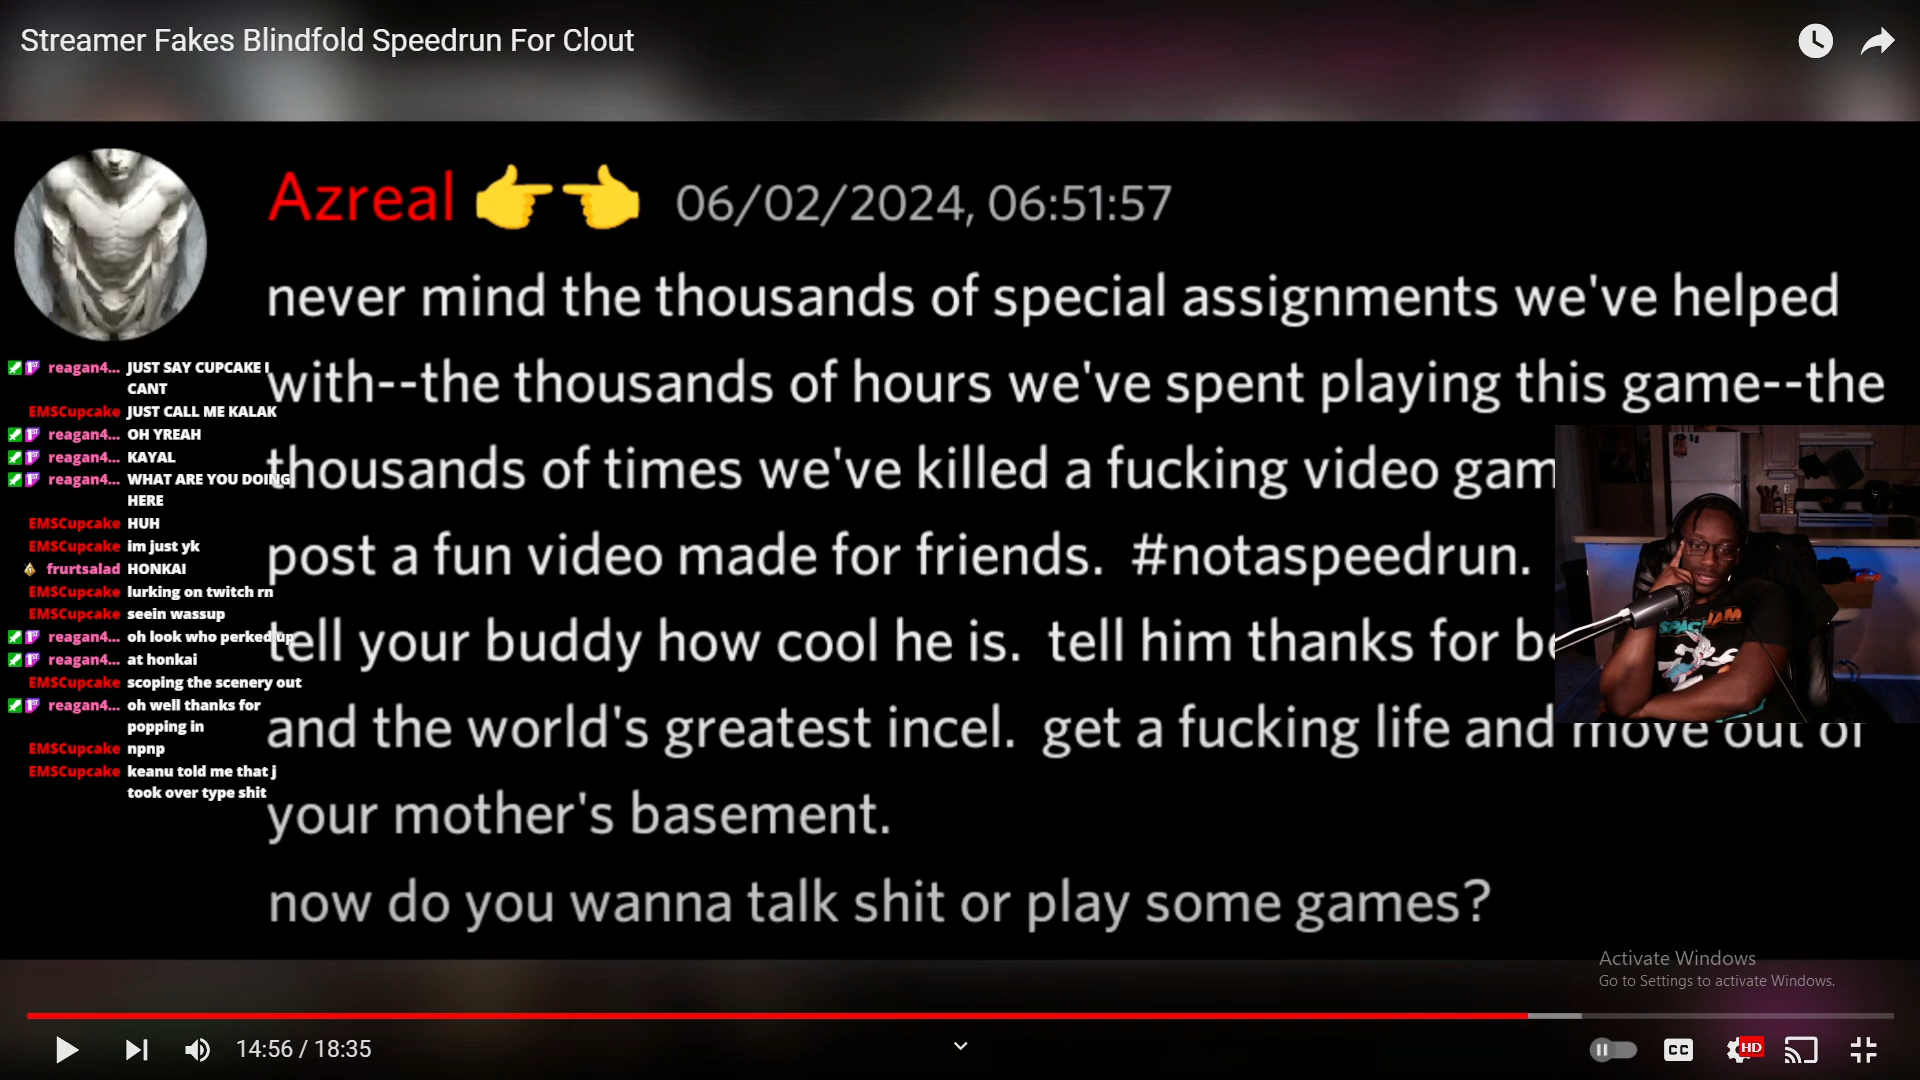 Streamer Fakes Blindfold Speedrun For Clout
Azreal 👉👈 06/02/2024, 06:51:57
never mind the thousands of special assignments we've helped
with--the thousands of hours we've spent playing this game--the
thousands of times we've killed a fucking video gam
post a fun video made for friends. #notaspeedrun.
tell your buddy how cool he is. tell him thanks for be
and the world's greatest incel. get a fucking life and move out of
your mother's basement.
now do you wanna talk shit or play some games?
reagan4... JUST SAY CUPCAKE I
CANT
EMSCupcake JUST CALL ME KALAK
reagan4... OH YREAH
reagan4... KAYAL
reagan4... WHAT ARE YOU DOING
HERE
EMSCupcake HUH
EMSCupcake im just yk
frurtsalad HONKAI
EMSCupcake lurking on twitch rn
EMSCupcake seein wassup
reagan4... oh look who perked up
reagan4... at honkai
EMSCupcake scoping the scenery out
reagan4... oh well thanks for
popping in
EMSCupcake npnp
EMSCupcake keanu told me that j
took over type shit
SPACE JAM
Activate Windows
Go to Settings to activate Windows.
14:56 / 18:35
CC
HD